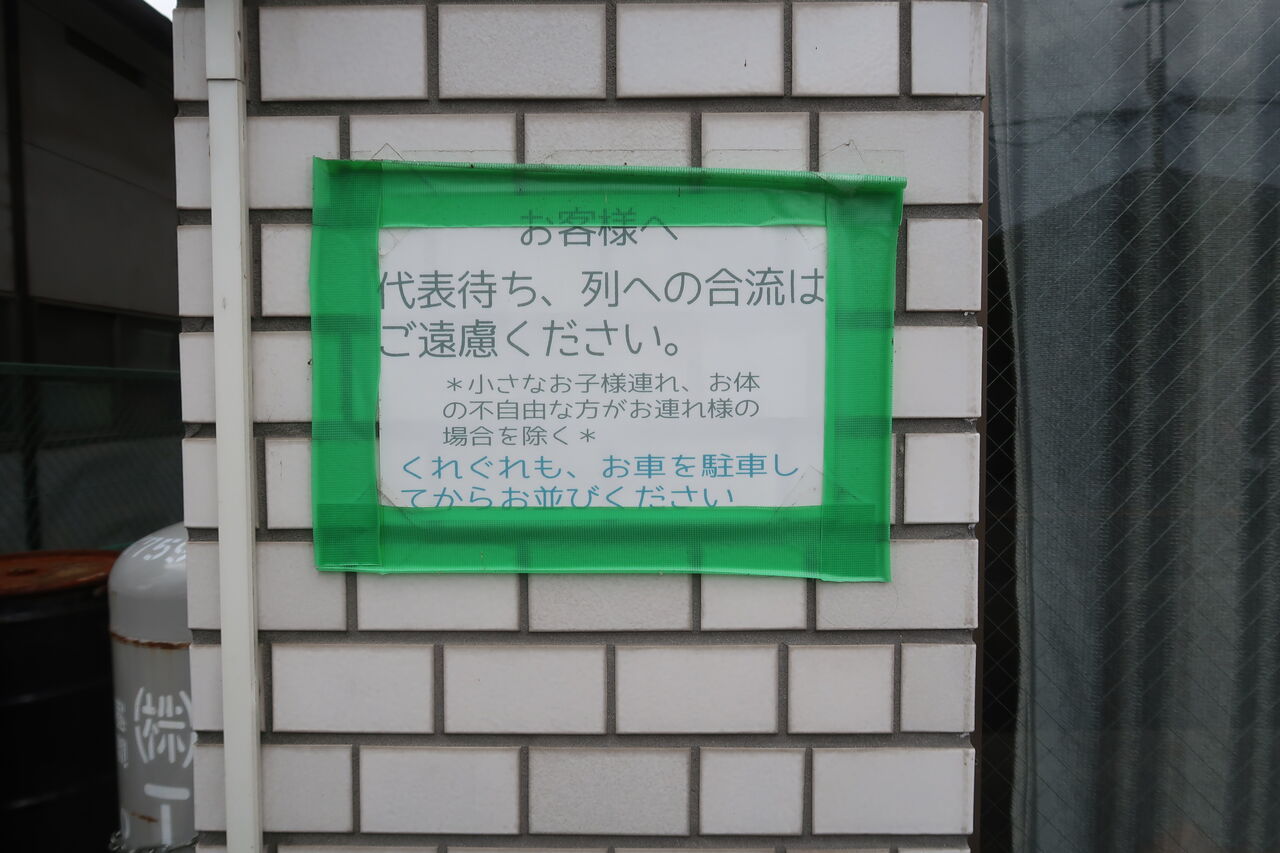 お客様へ
代表待ち、列への合流は
ご遠慮ください。
＊小さなお子様連れ、お体
の不自由な方がお連れ様の
場合を除く＊
くれぐれも、お車を駐車し
てからお並びください
759
(株)